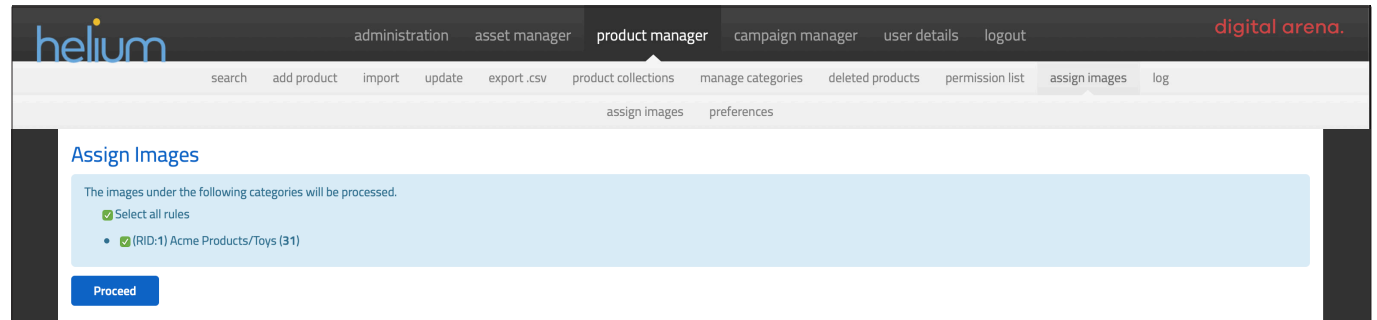 helium
administration asset manager product manager campaign manager user details logout
digital arena.
search add product import update export .csv product collections manage categories deleted products permission list assign images log
assign images preferences
Assign Images
The images under the following categories will be processed.
Select all rules
(RID:1) Acme Products/Toys (31)
Proceed